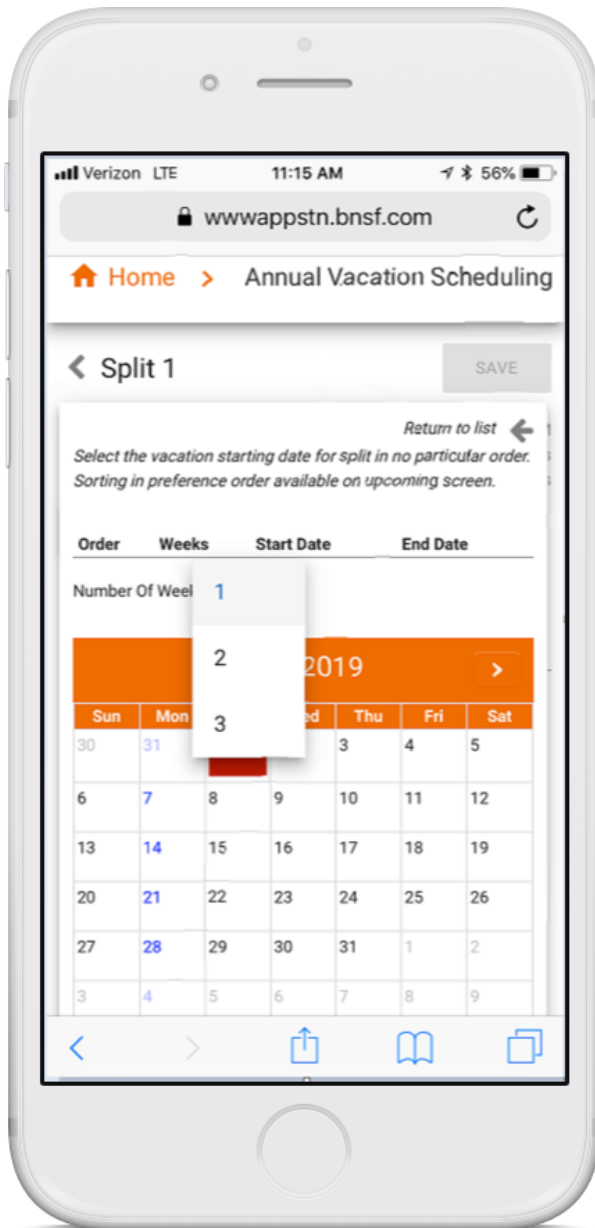 Verizon LTE 11:15 AM 56%
wwwappstn.bnsf.com
Home > Annual Vacation Scheduling
Split 1 SAVE
Return to list
Select the vacation starting date for split in no particular order.
Sorting in preference order available on upcoming screen.
Order Weeks Start Date End Date
Number Of Week
1
2
3
2019
Sun Mon ed Thu Fri Sat
30 31 3 4 5
6 7 8 9 10 11 12
13 14 15 16 17 18 19
20 21 22 23 24 25 26
27 28 29 30 31 1 2
3 4 5 6 7 8 9